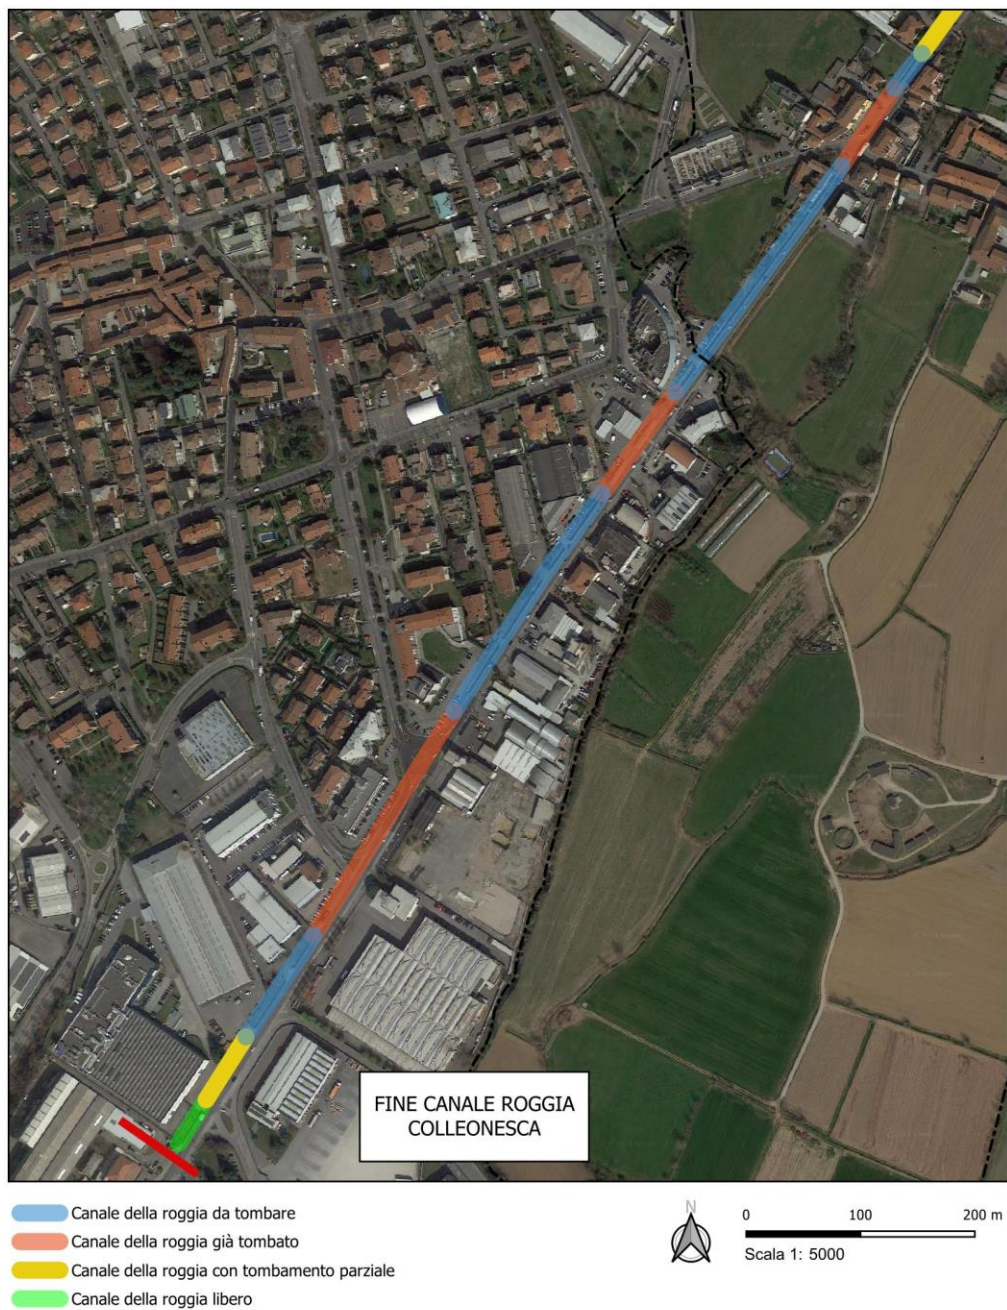 FINE CANALE ROGGIA
COLLEONESCA
Canale della roggia da tombare
Canale della roggia già tombato
Canale della roggia con tombamento parziale
Canale della roggia libero
N
0 100 200 m
Scala 1: 5000